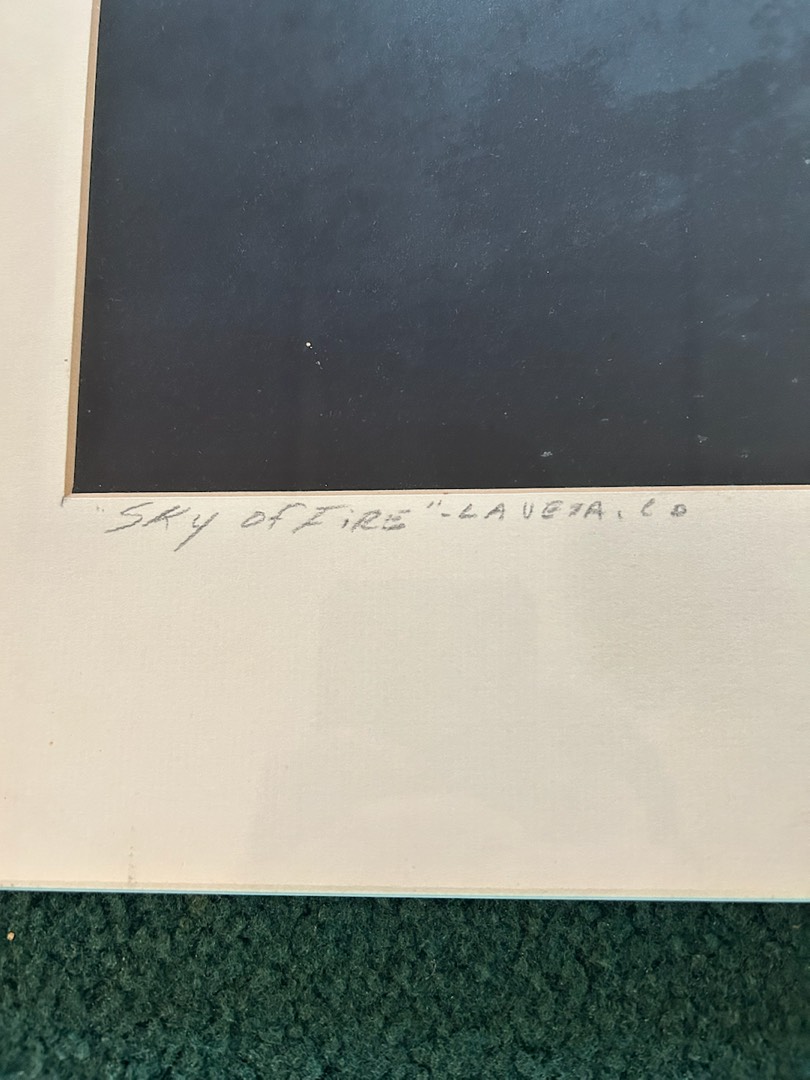 "Sky of FiRE" - LA VETA, CO